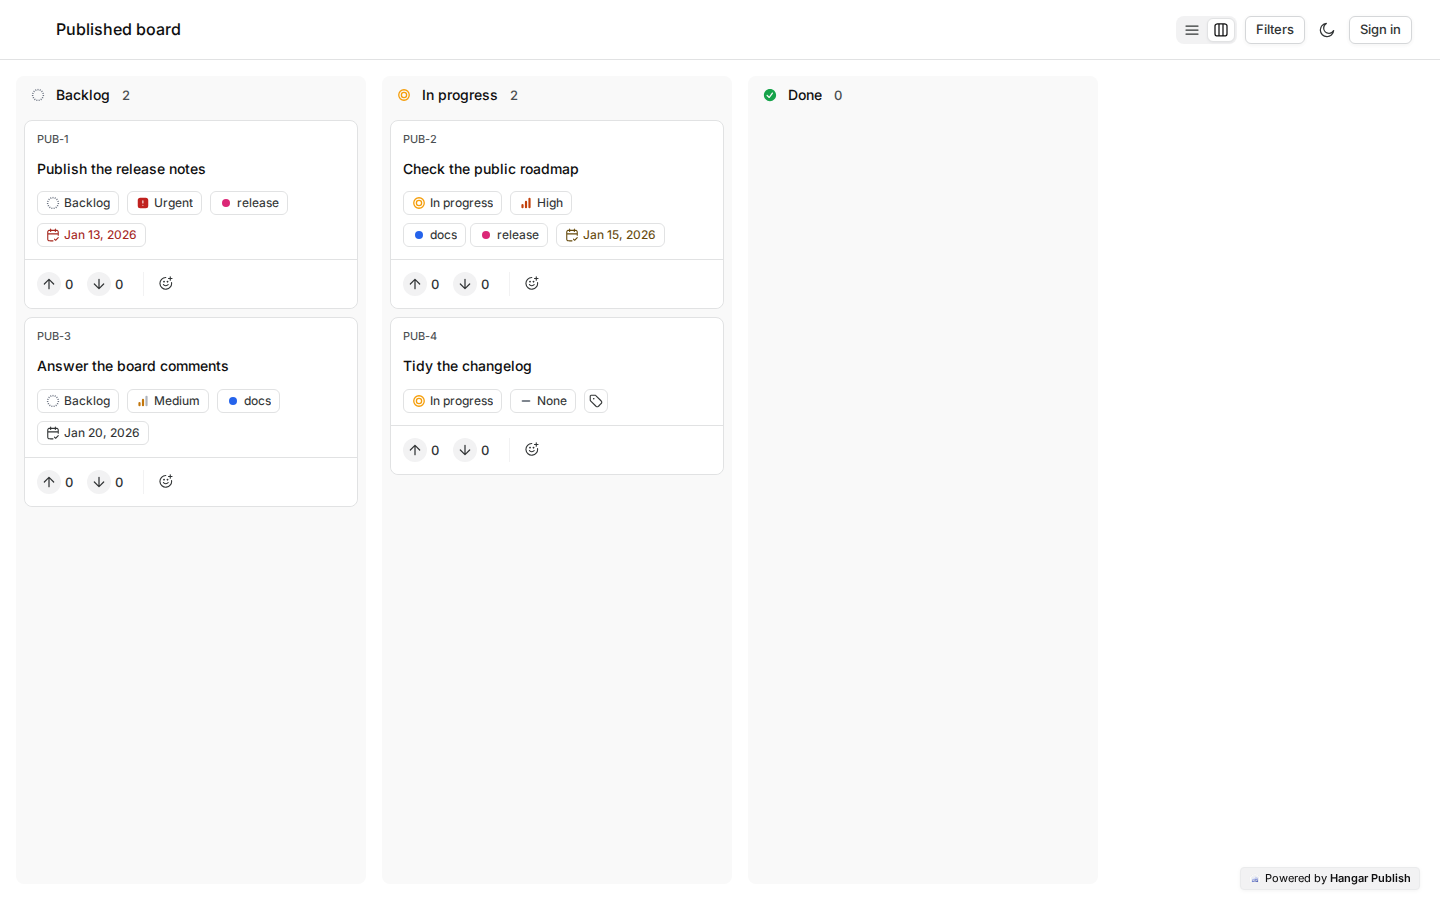 Published board
Filters
Sign in
Backlog 2
PUB-1
Publish the release notes
Backlog Urgent release
Jan 13, 2026
0 0
PUB-3
Answer the board comments
Backlog Medium docs
Jan 20, 2026
0 0
In progress 2
PUB-2
Check the public roadmap
In progress High
docs release Jan 15, 2026
0 0
PUB-4
Tidy the changelog
In progress None
0 0
Done 0
Powered by Hangar Publish